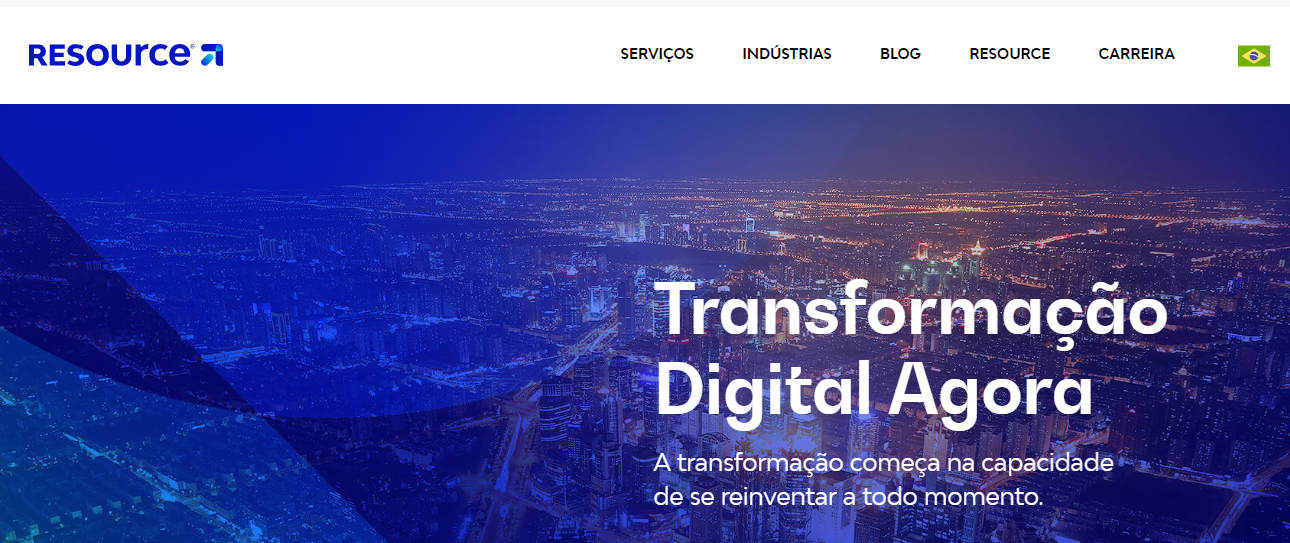 RESOURCE®
SERVIÇOS INDÚSTRIAS BLOG RESOURCE CARREIRA
Transformação
Digital Agora
A transformação começa na capacidade
de se reinventar a todo momento.